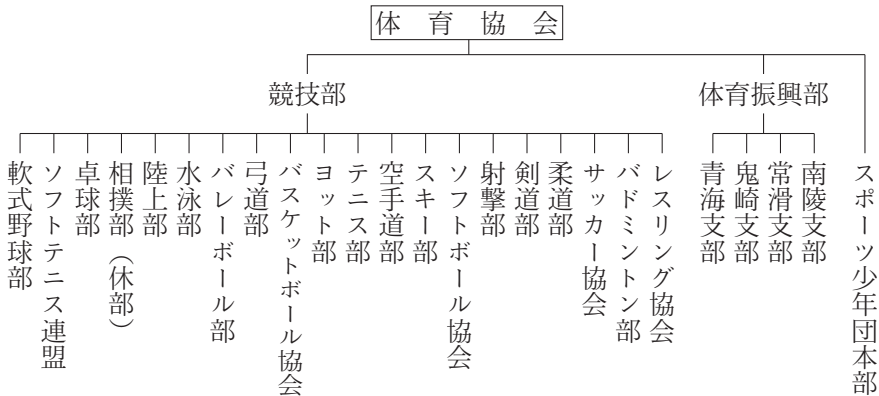 体育協会
競技部
体育振興部
軟式野球部
ソフトテニス連盟
卓球部
相撲部（休部）
陸上部
水泳部
バレーボール部
弓道部
バスケットボール協会
ヨット部
テニス部
空手道部
スキー部
ソフトボール協会
射撃部
剣道部
柔道部
サッカー協会
バドミントン部
レスリング協会
青海支部
鬼崎支部
常滑支部
南陵支部
スポーツ少年団本部